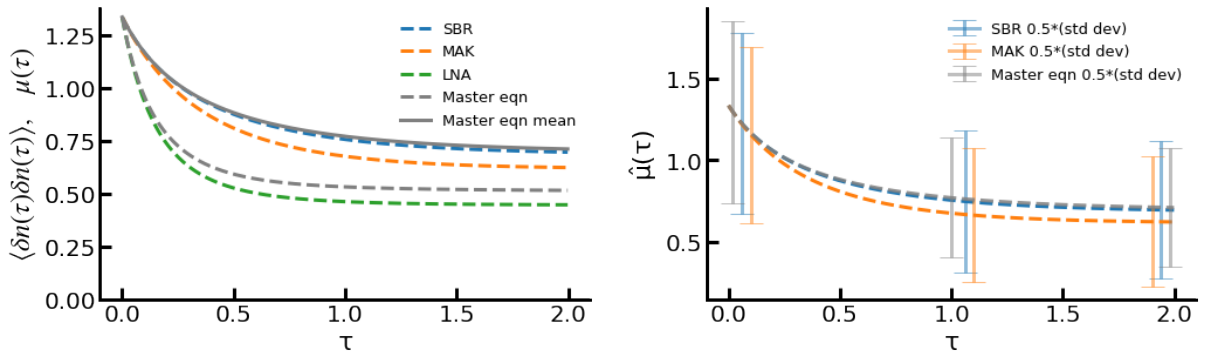 ⟨δn(τ)δn(τ)⟩, μ(τ)
1.25
1.00
0.75
0.50
0.25
0.00
SBR
MAK
LNA
Master eqn
Master eqn mean
0.0 0.5 1.0 1.5 2.0
τ
μ̂(τ)
1.5
1.0
0.5
SBR 0.5*(std dev)
MAK 0.5*(std dev)
Master eqn 0.5*(std dev)
0.0 0.5 1.0 1.5 2.0
τ